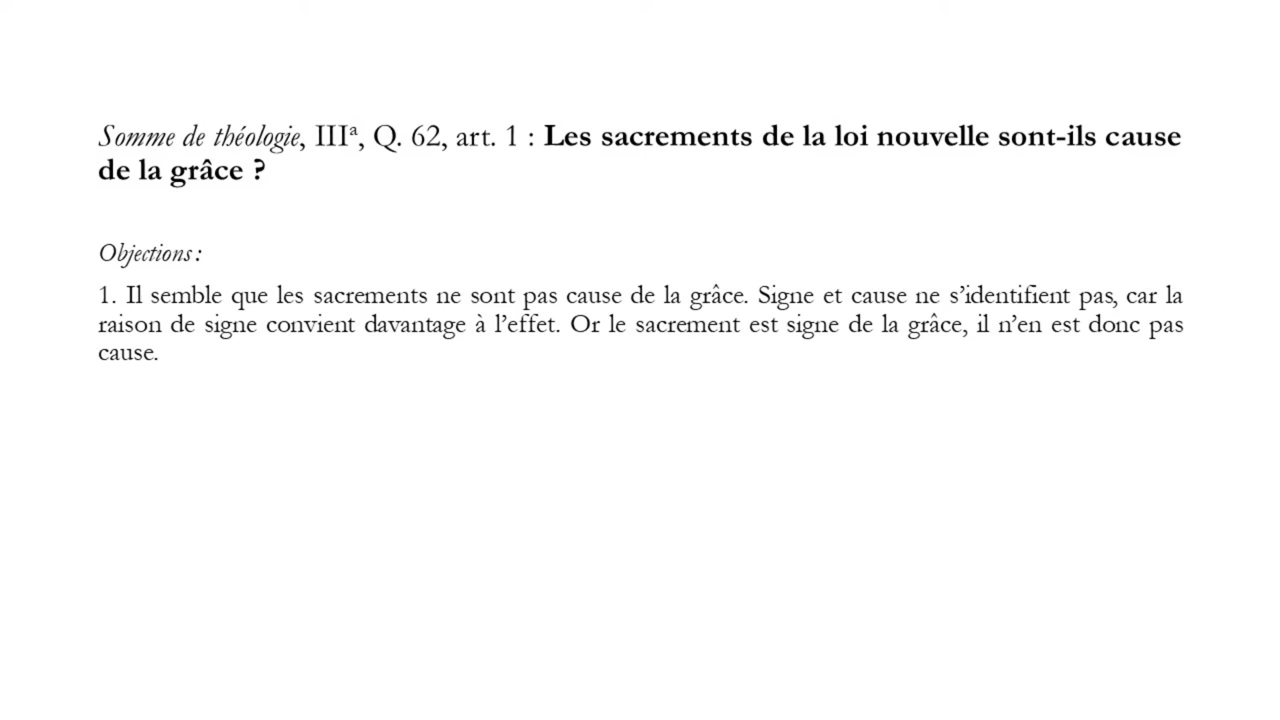 Somme de théologie, IIIª, Q. 62, art. 1 : Les sacrements de la loi nouvelle sont-ils cause
de la grâce ?
Objections :
1. Il semble que les sacrements ne sont pas cause de la grâce. Signe et cause ne s’identifient pas, car la
raison de signe convient davantage à l’effet. Or le sacrement est signe de la grâce, il n’en est donc pas
cause.